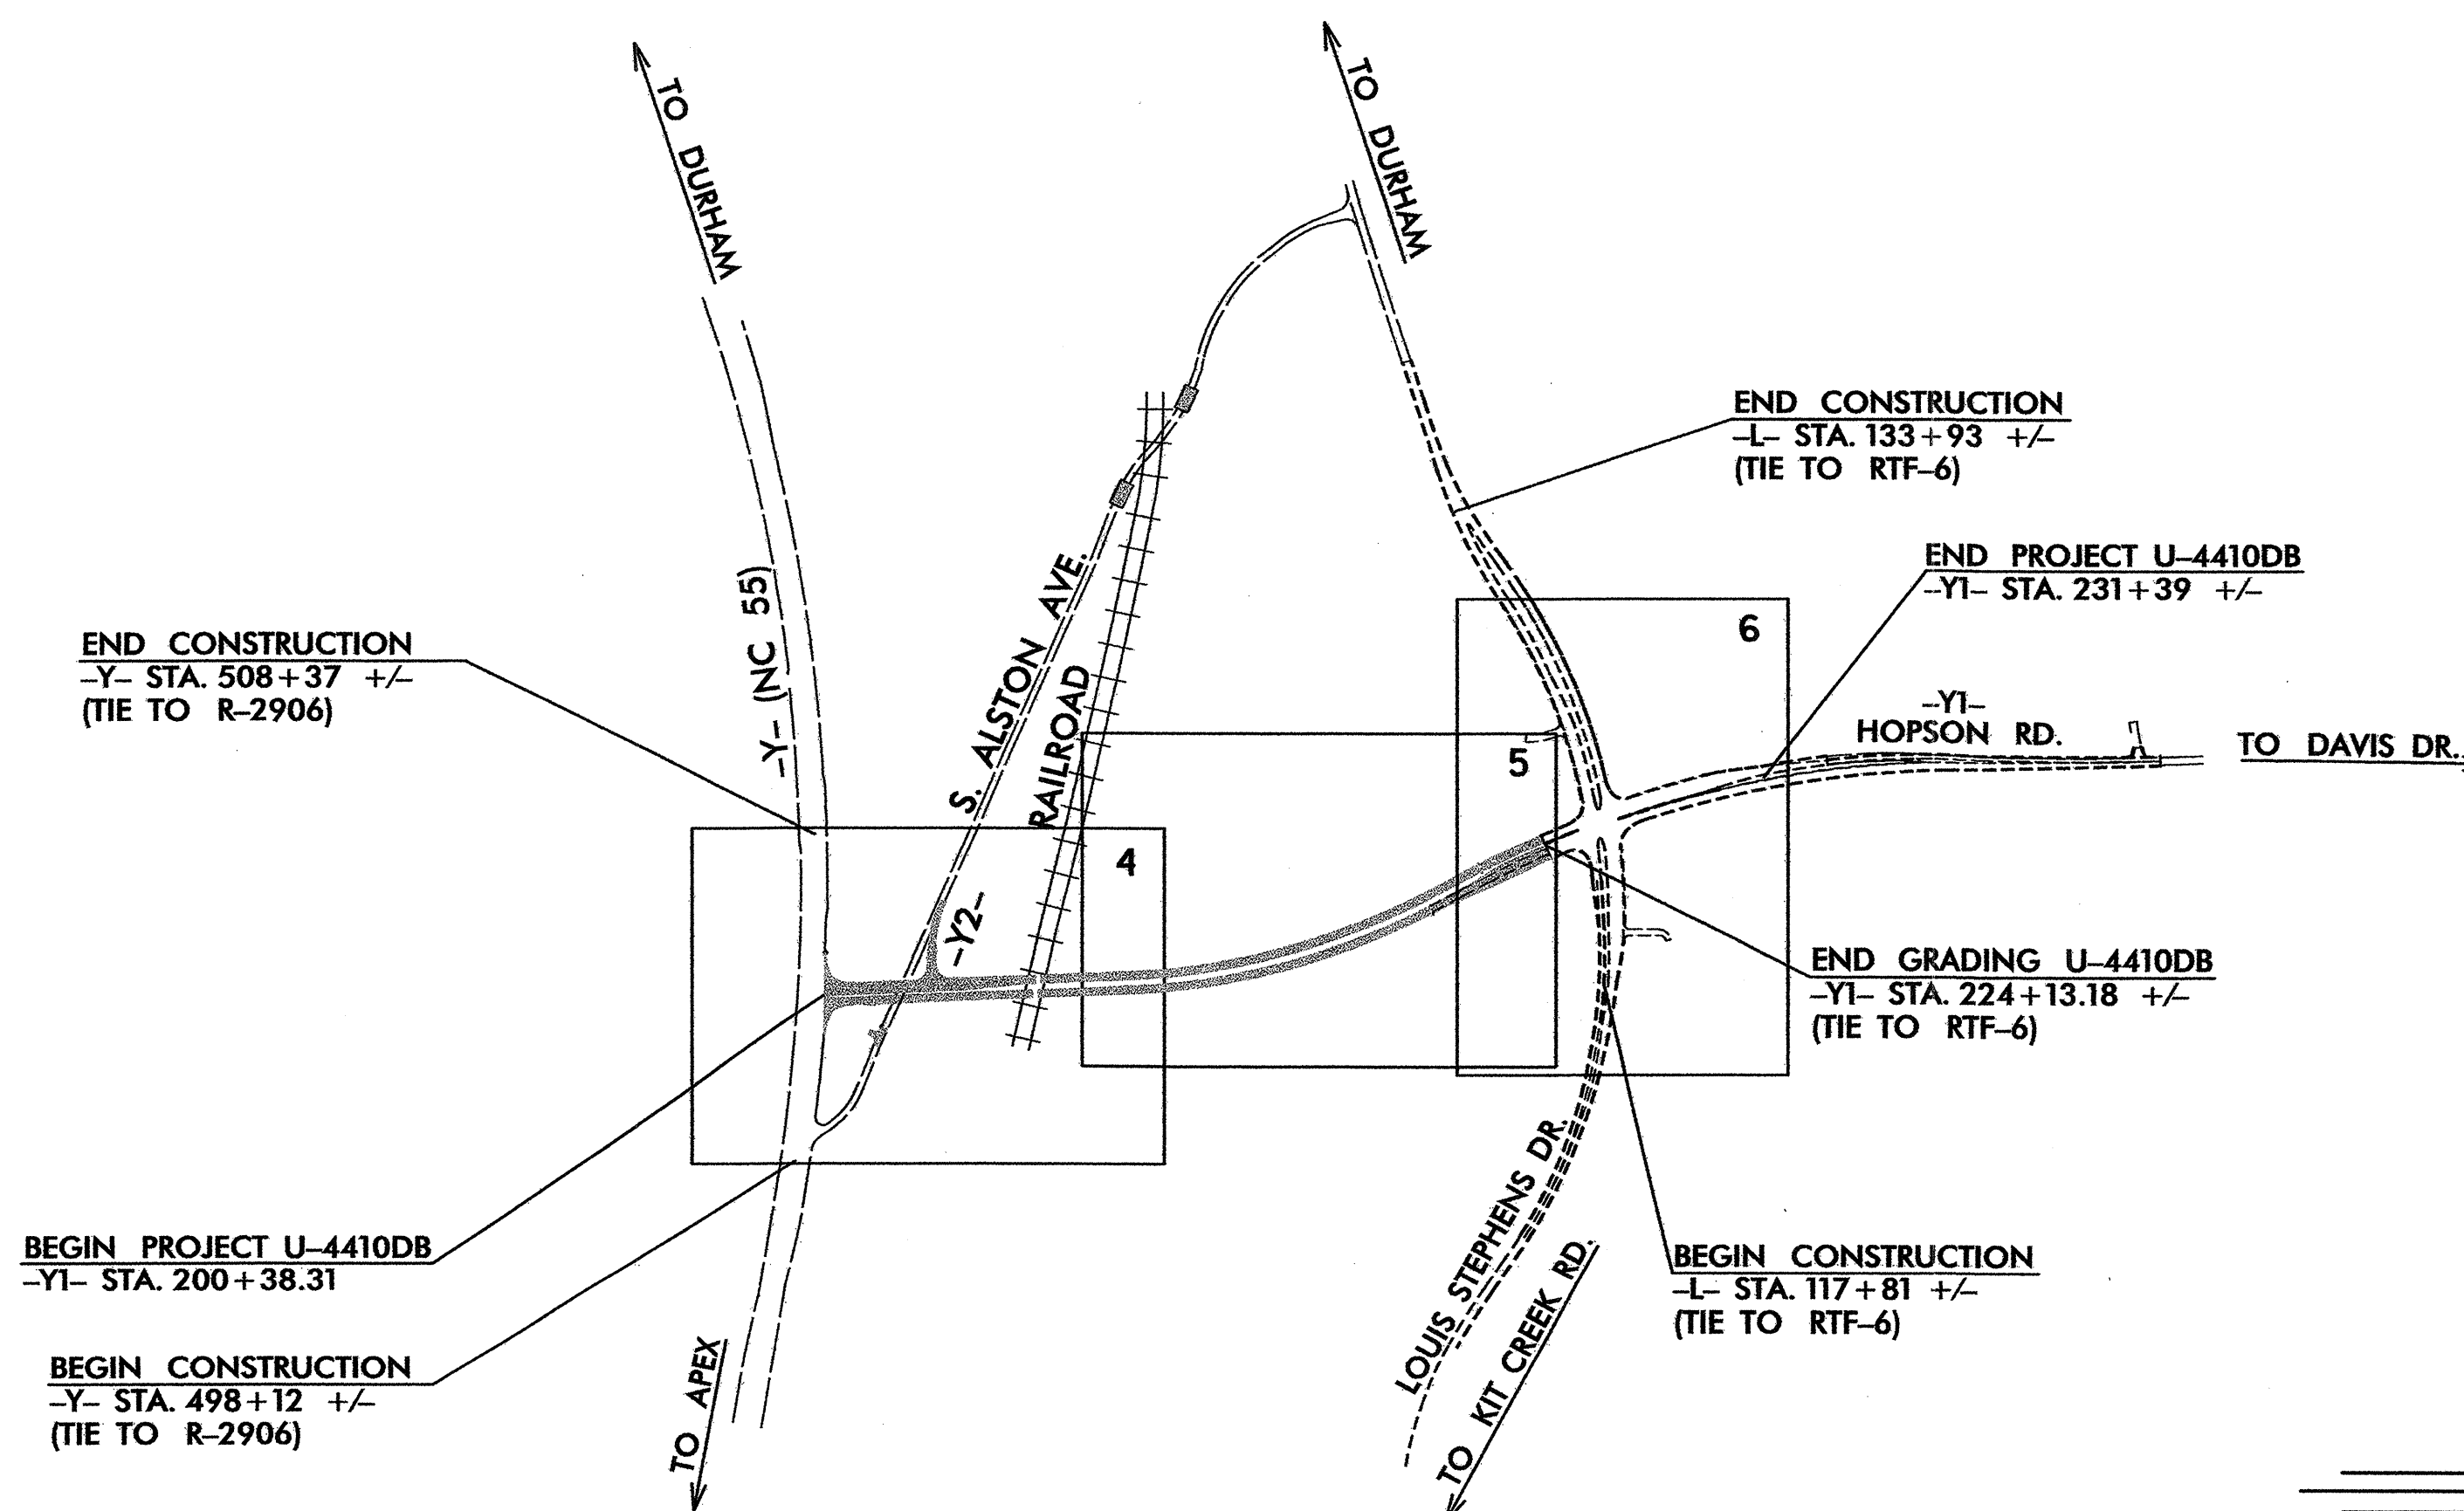 TO DURHAM
TO DURHAM
END CONSTRUCTION
-L- STA. 133+93 +/-
(TIE TO RTF-6)
END PROJECT U-4410DB
-Y1- STA. 231+39 +/-
END CONSTRUCTION
-Y- STA. 508+37 +/-
(TIE TO R-2906)
-Y- (NC 55)
S. ALSTON AVE.
RAILROAD
6
-Y1-
HOPSON RD.
TO DAVIS DR.
5
4
-Y2-
END GRADING U-4410DB
-Y1- STA. 224+13.18 +/-
(TIE TO RTF-6)
BEGIN PROJECT U-4410DB
-Y1- STA. 200+38.31
BEGIN CONSTRUCTION
-L- STA. 117+81 +/-
(TIE TO RTF-6)
LOUIS STEPHENS DR.
TO KIT CREEK RD.
BEGIN CONSTRUCTION
-Y- STA. 498+12 +/-
(TIE TO R-2906)
TO APEX